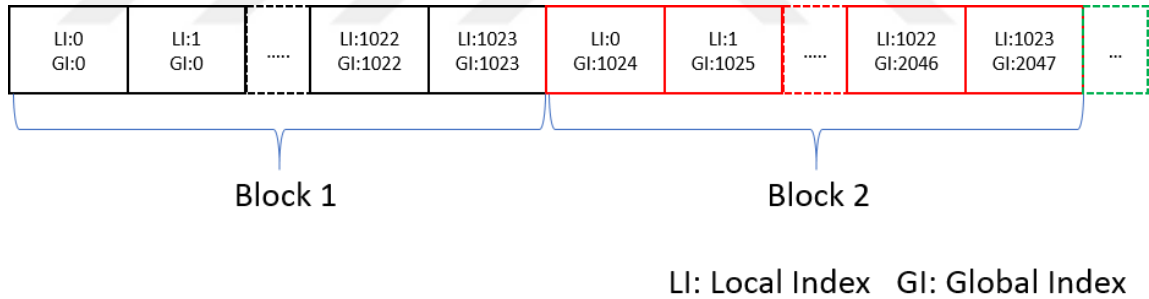 LI:0 LI:1 ..... LI:1022 LI:1023 LI:0 LI:1 ..... LI:1022 LI:1023 ...
GI:0 GI:0 GI:1022 GI:1023 GI:1024 GI:1025 GI:2046 GI:2047
Block 1 Block 2
LI: Local Index GI: Global Index